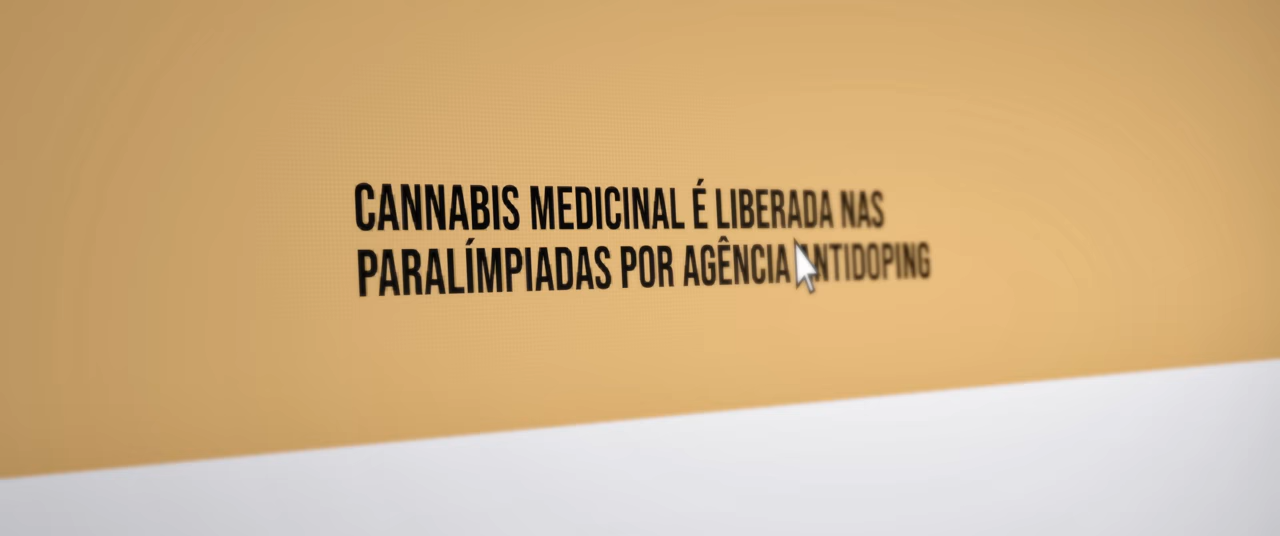 CANNABIS MEDICINAL É LIBERADA NAS
PARALÍMPIADAS POR AGÊNCIA ANTIDOPING